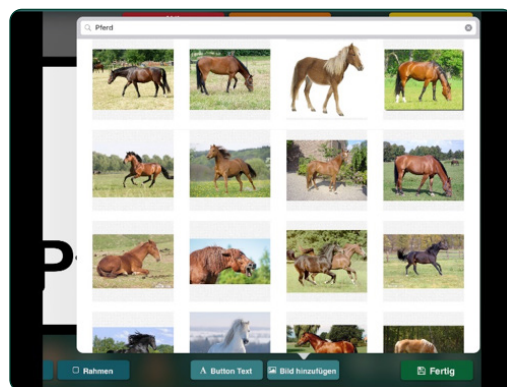 Pferd
P
Rahmen
A Button Text
Bild hinzufügen
Fertig